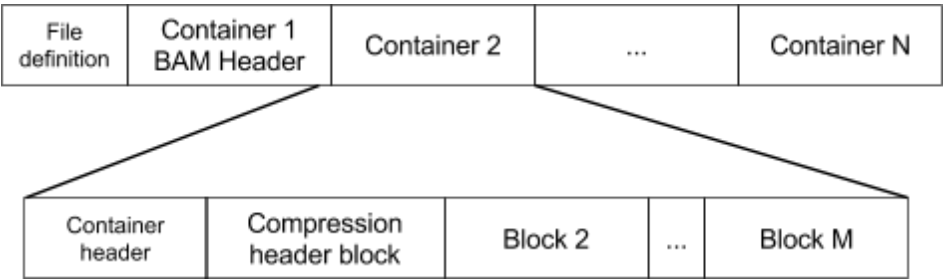 File
definition
Container 1
BAM Header
Container 2
...
Container N
Container
header
Compression
header block
Block 2
...
Block M